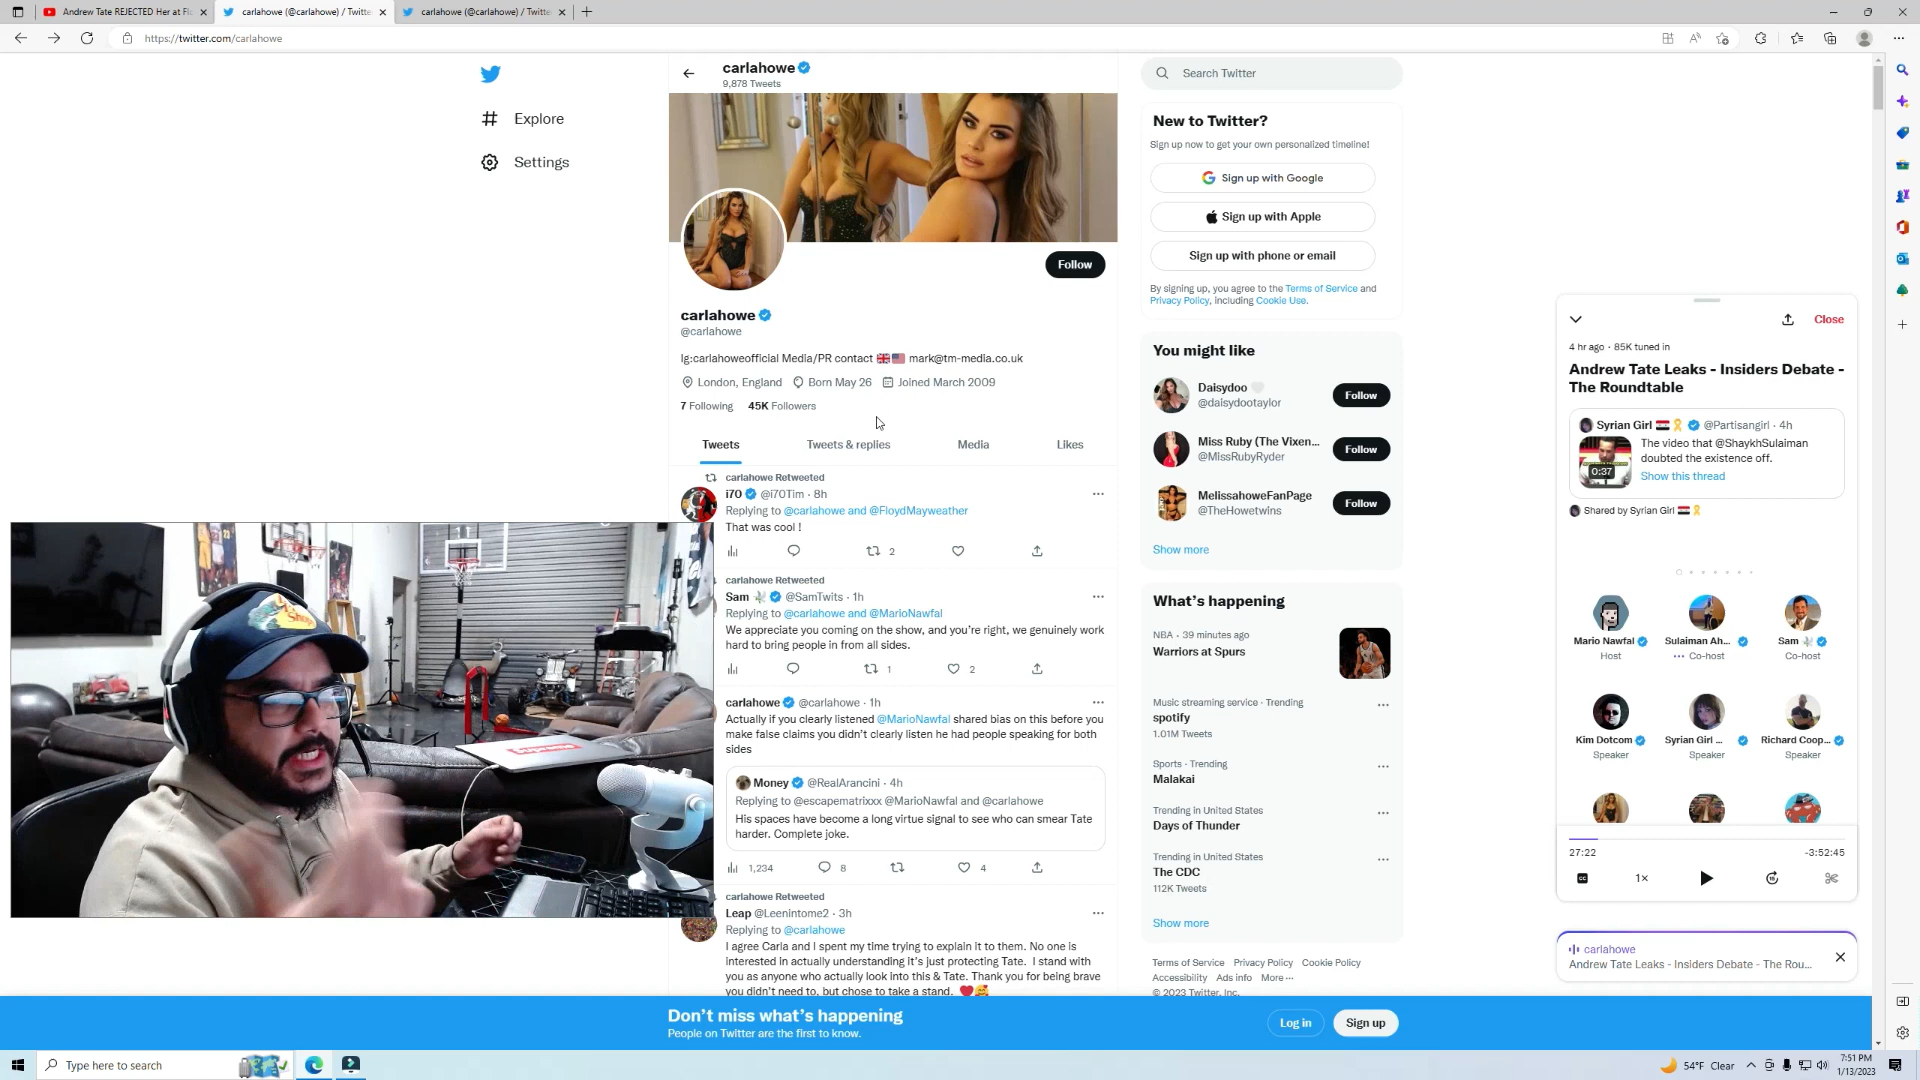 Andrew Tate REJECTED Her at Flo
carlahowe (@carlahowe) / Twitte
carlahowe (@carlahowe) / Twitte
https://twitter.com/carlahowe
Explore
Settings
carlahowe
9,878 Tweets
Follow
carlahowe
@carlahowe
Ig:carlahoweofficial Media/PR contact 🇬🇧🇺🇸 mark@tm-media.co.uk
London, England Born May 26 Joined March 2009
7 Following 45K Followers
Tweets Tweets & replies Media Likes
carlahowe Retweeted
i70 @i70Tim · 8h
Replying to @carlahowe and @FloydMayweather
That was cool !
2
carlahowe Retweeted
Sam 🕊 @SamTwits · 1h
Replying to @carlahowe and @MarioNawfal
We appreciate you coming on the show, and you're right, we genuinely work
hard to bring people in from all sides.
1 2
carlahowe @carlahowe · 1h
Actually if you clearly listened @MarioNawfal shared bias on this before you
make false claims you didn't clearly listen he had people speaking for both
sides
Money @RealArancini · 4h
Replying to @escapematrixxx @MarioNawfal and @carlahowe
His spaces have become a long virtue signal to see who can smear Tate
harder. Complete joke.
1,234 8 4
carlahowe Retweeted
Leap @Leenintome2 · 3h
Replying to @carlahowe
I agree Carla and I spent my time trying to explain it to them. No one is
interested in actually understanding it's just protecting Tate. I stand with
you as anyone who actually look into this & Tate. Thank you for being brave
you didn't need to, but chose to take a stand. ❤️🥰
Search Twitter
New to Twitter?
Sign up now to get your own personalized timeline!
Sign up with Google
Sign up with Apple
Sign up with phone or email
By signing up, you agree to the Terms of Service and
Privacy Policy, including Cookie Use.
You might like
Daisydoo 🤍
@daisydootaylor
Follow
Miss Ruby (The Vixen...
@MissRubyRyder
Follow
MelissahoweFanPage
@TheHowetwins
Follow
Show more
What's happening
NBA · 39 minutes ago
Warriors at Spurs
Music streaming service · Trending
spotify
1.01M Tweets
Sports · Trending
Malakai
Trending in United States
Days of Thunder
Trending in United States
The CDC
112K Tweets
Show more
Terms of Service Privacy Policy Cookie Policy
Accessibility Ads info More ···
© 2023 Twitter, Inc.
Close
4 hr ago · 85K tuned in
Andrew Tate Leaks - Insiders Debate -
The Roundtable
Syrian Girl 🇸🇾🎗 @Partisangirl · 4h
The video that @ShaykhSulaiman
doubted the existence off.
Show this thread
0:37
Shared by Syrian Girl 🇸🇾🎗
Mario Nawfal Sulaiman Ah... Sam 🕊
Host ··· Co-host Co-host
Kim Dotcom Syrian Girl ... Richard Coop...
Speaker Speaker Speaker
27:22 -3:52:45
CC 1× 15
carlahowe
Andrew Tate Leaks - Insiders Debate - The Rou...
Supreme
Don't miss what's happening
People on Twitter are the first to know.
Log in
Sign up
Type here to search
54°F Clear
7:51 PM
1/13/2023